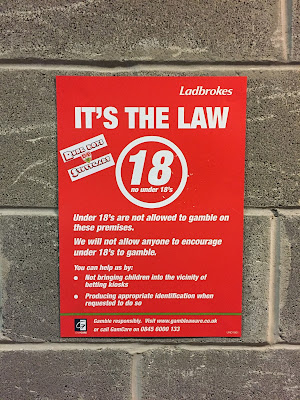 Ladbrokes
IT'S THE LAW
18
no under 18's
Under 18's are not allowed to gamble on
these premises.
We will not allow anyone to encourage
under 18's to gamble.
You can help us by:
● Not bringing children into the vicinity of
betting kiosks
● Producing appropriate identification when
requested to do so
Gamble responsibly. Visit www.gambleaware.co.uk
or call GamCare on 0845 6000 133